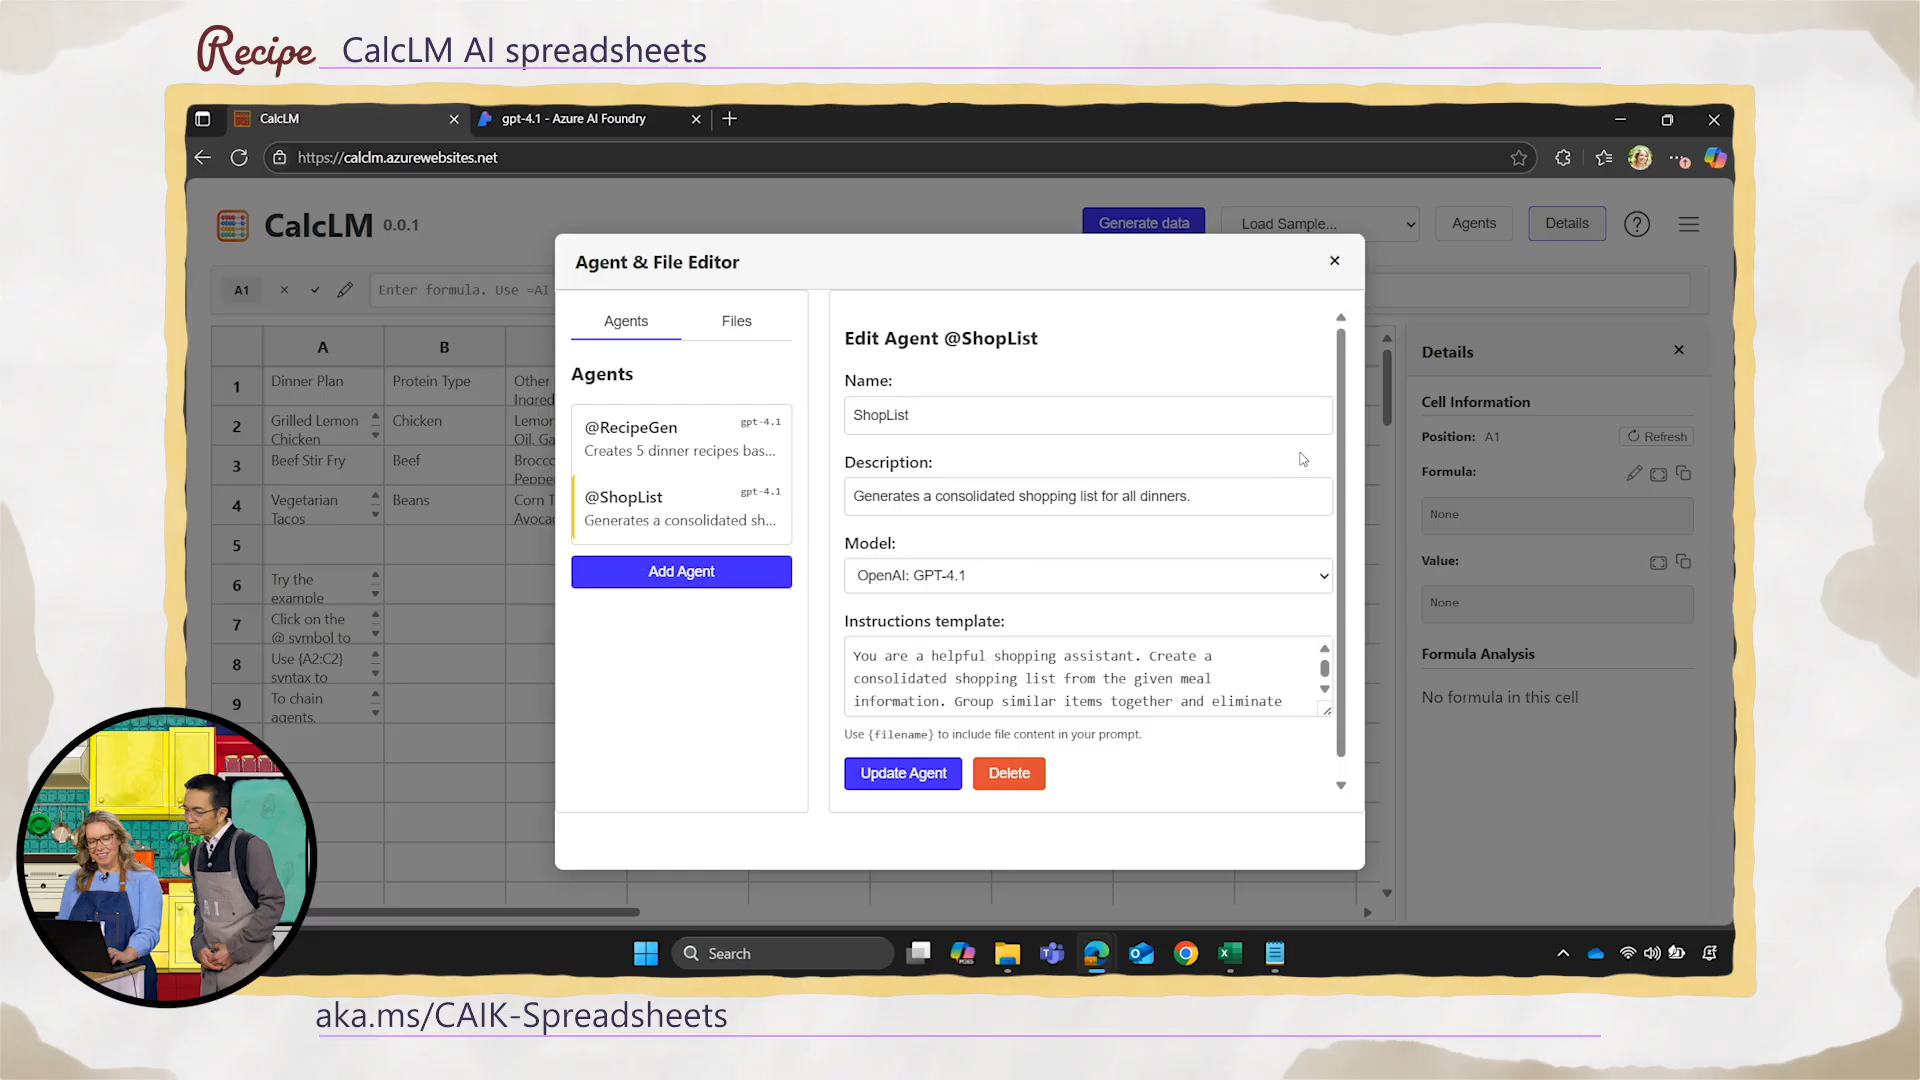 Recipe CalcLM AI spreadsheets
CalcLM
gpt-4.1 - Azure AI Foundry
https://calclm.azurewebsites.net
CalcLM 0.0.1
Generate data
Load Sample...
Agents
Details
A1
Enter formula. Use =AI
A
B
1
Dinner Plan
Protein Type
Other
Ingred
2
Grilled Lemon
Chicken
Chicken
Lemon
Oil, Ga
3
Beef Stir Fry
Beef
Brocco
Pepper
4
Vegetarian
Tacos
Beans
Corn T
Avoca
5
6
Try the
example
7
Click on the
@ symbol to
8
Use {A2:C2}
syntax to
9
To chain
agents,
Agent & File Editor
Agents
Files
Agents
@RecipeGen
gpt-4.1
Creates 5 dinner recipes bas...
@ShopList
gpt-4.1
Generates a consolidated sh...
Add Agent
Edit Agent @ShopList
Name:
ShopList
Description:
Generates a consolidated shopping list for all dinners.
Model:
OpenAI: GPT-4.1
Instructions template:
You are a helpful shopping assistant. Create a
consolidated shopping list from the given meal
information. Group similar items together and eliminate
Use {filename} to include file content in your prompt.
Update Agent
Delete
Details
Cell Information
Position: A1
Refresh
Formula:
None
Value:
None
Formula Analysis
No formula in this cell
Search
aka.ms/CAIK-Spreadsheets